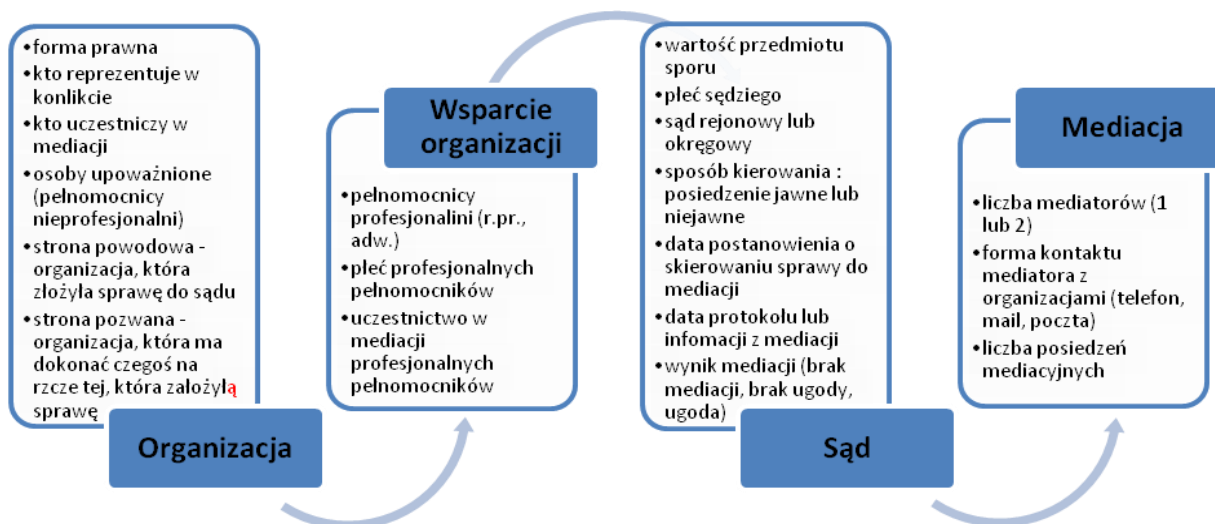 •forma prawna
•kto reprezentuje w
konlikcie
•kto uczestniczy w
mediacji
•osoby upoważnione
(pełnomocnicy
nieprofesjonalni)
•strona powodowa -
organizacja, która
złożyła sprawę do sądu
•strona pozwana -
organizacja, która ma
dokonać czegoś na
rzcze tej, która założyłą
sprawę
Organizacja
Wsparcie
organizacji
•pełnomocnicy
profesjonalini (r.pr.,
adw.)
•płeć profesjonalnych
pełnomocników
•uczestnictwo w
mediacji
profesjonalnych
pełnomocników
•wartość przedmiotu
sporu
•płeć sędziego
•sąd rejonowy lub
okręgowy
•sposób kierowania :
posiedzenie jawne lub
niejawne
•data postanowienia o
skierowaniu sprawy do
mediacji
•data protokołu lub
infomacji z mediacji
•wynik mediacji (brak
mediacji, brak ugody,
ugoda)
Sąd
Mediacja
•liczba mediatorów (1
lub 2)
•forma kontaktu
mediatora z
organizacjami (telefon,
mail, poczta)
•liczba posiedzeń
mediacyjnych